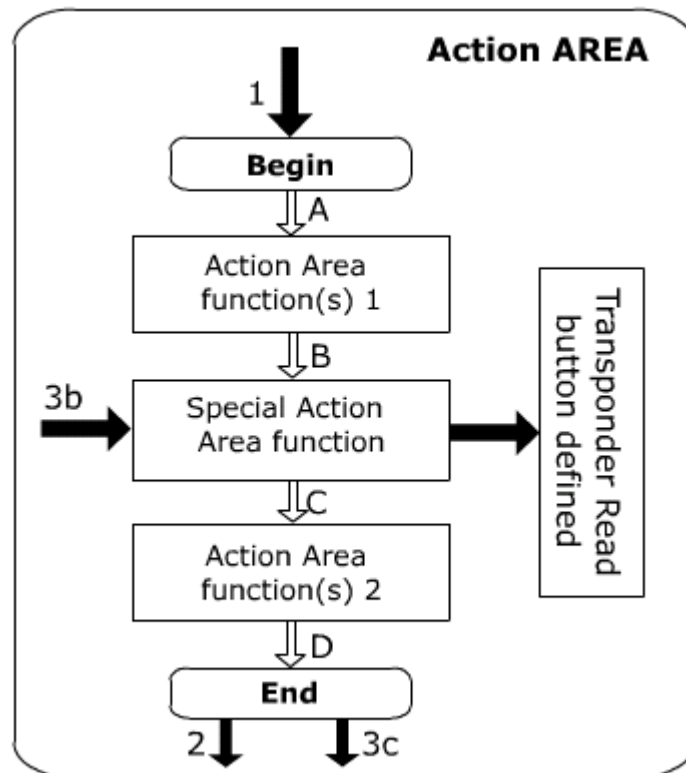 Action AREA
1
Begin
A
Action Area
function(s) 1
B
3b
Special Action
Area function
Transponder Read
button defined
C
Action Area
function(s) 2
D
End
2
3c